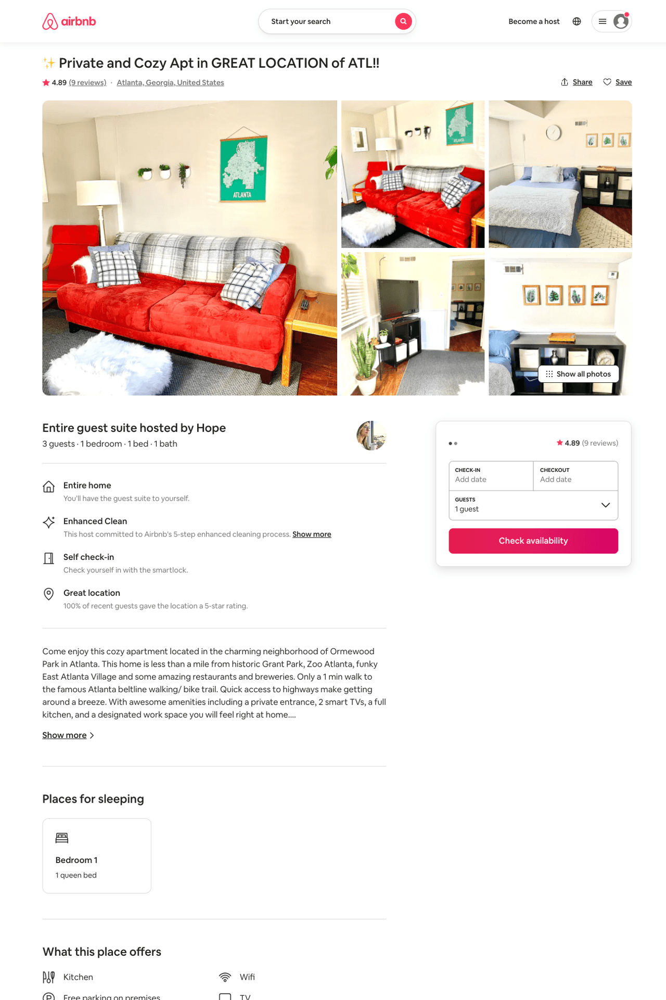 airbnb
Start your search
Become a host
✨ Private and Cozy Apt in GREAT LOCATION of ATL!!
4.89 (9 reviews) · Atlanta, Georgia, United States
Share
Save
ATLANTA
ATLANTA
Show all photos
Entire guest suite hosted by Hope
3 guests · 1 bedroom · 1 bed · 1 bath
Entire home
You'll have the guest suite to yourself.
Enhanced Clean
This host committed to Airbnb's 5-step enhanced cleaning process. Show more
Self check-in
Check yourself in with the smartlock.
Great location
100% of recent guests gave the location a 5-star rating.
4.89 (9 reviews)
CHECK-IN
Add date
CHECKOUT
Add date
GUESTS
1 guest
Check availability
Come enjoy this cozy apartment located in the charming neighborhood of Ormewood
Park in Atlanta. This home is less than a mile from historic Grant Park, Zoo Atlanta, funky
East Atlanta Village and some amazing restaurants and breweries. Only a 1 min walk to
the famous Atlanta beltline walking/ bike trail. Quick access to highways make getting
around a breeze. With awesome amenities including a private entrance, 2 smart TVs, a full
kitchen, and a designated work space you will feel right at home....
Show more
Places for sleeping
Bedroom 1
1 queen bed
What this place offers
Kitchen
Wifi
Free parking on premises
TV